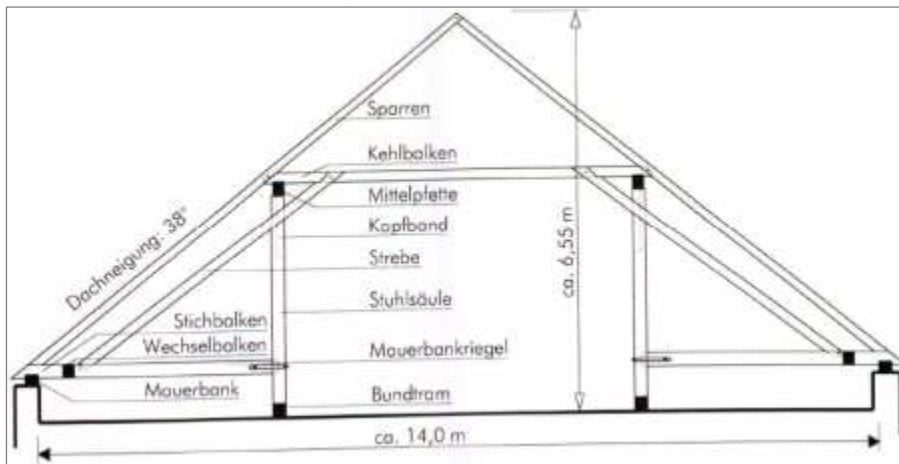 Sparren
Kehlbalken
Mittelpfette
Kopfband
Dachneigung: 38°
Strebe
ca. 6,55 m
Stichbalken
Stuhlsäule
Wechselbalken
Mauerbankriegel
Mauerbank
Bundtram
ca. 14,0 m